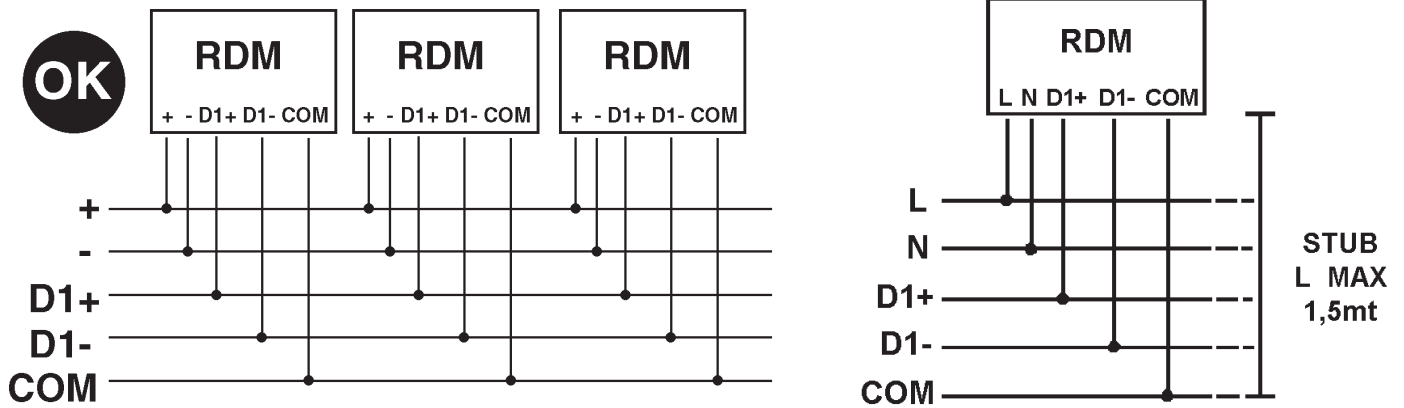 OK
RDM
+ - D1+ D1- COM
RDM
+ - D1+ D1- COM
RDM
+ - D1+ D1- COM
+
-
D1+
D1-
COM
RDM
L N D1+ D1- COM
L
N
D1+
D1-
COM
STUB
L MAX
1,5mt